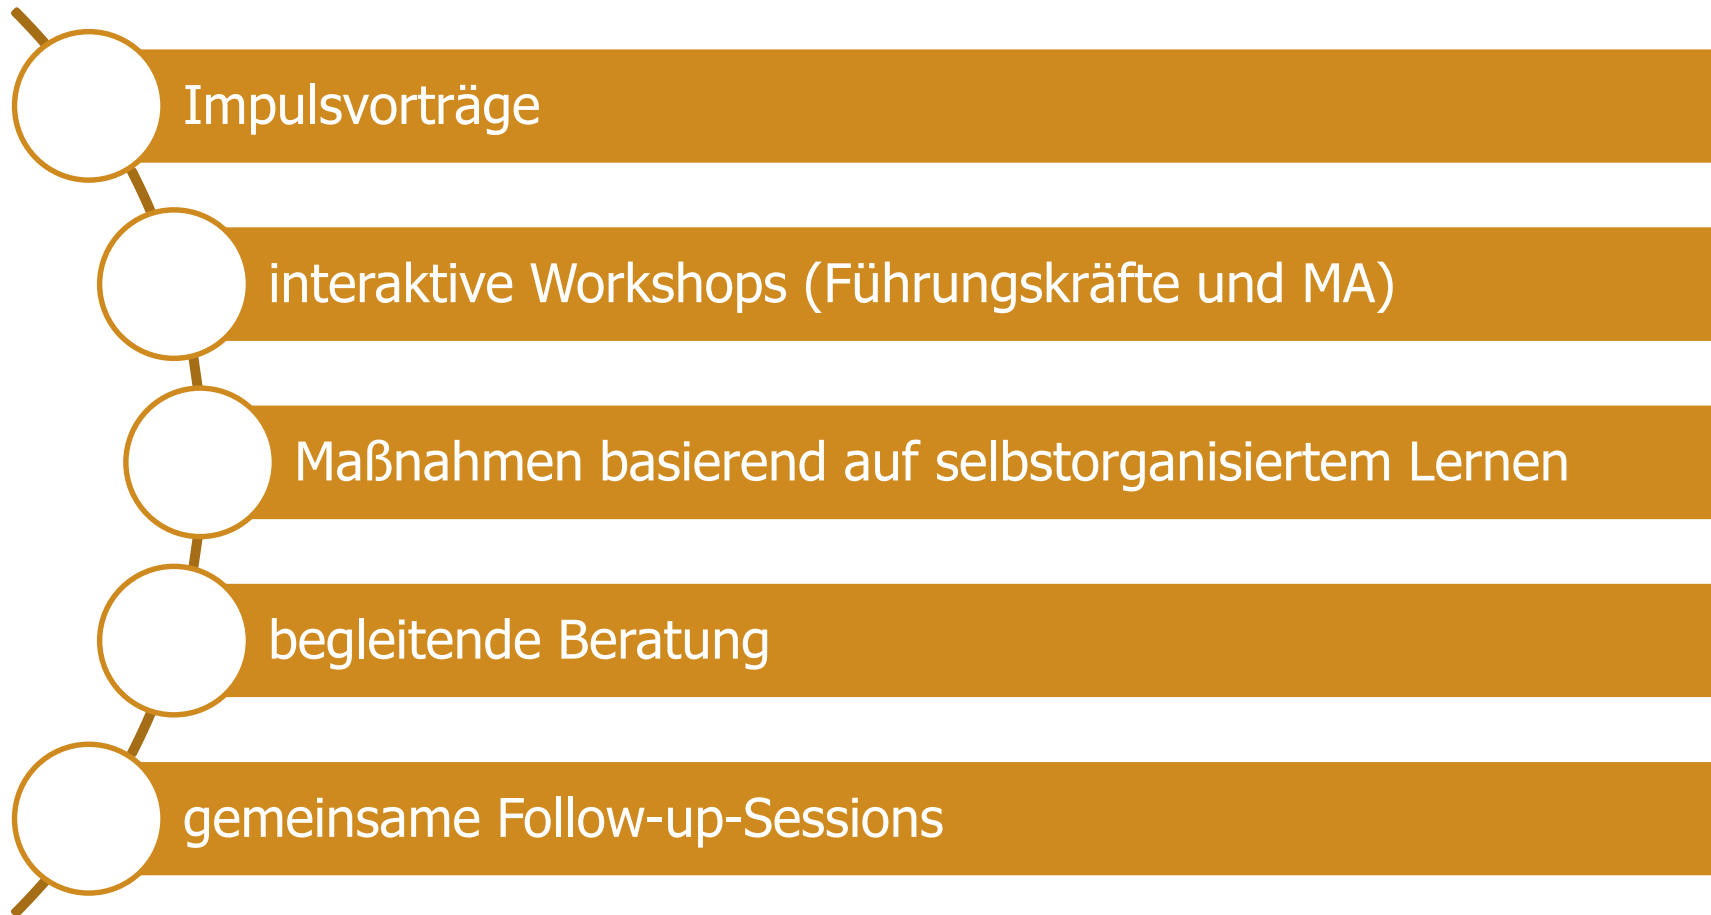 Impulsvorträge
interaktive Workshops (Führungskräfte und MA)
Maßnahmen basierend auf selbstorganisiertem Lernen
begleitende Beratung
gemeinsame Follow-up-Sessions